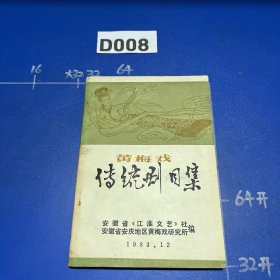 D008
16
大32
32
64
黄梅戏
传统剧目集
安徽省《江淮文艺》社
安徽省安庆地区黄梅戏研究所
编
1983.12
64开
32开